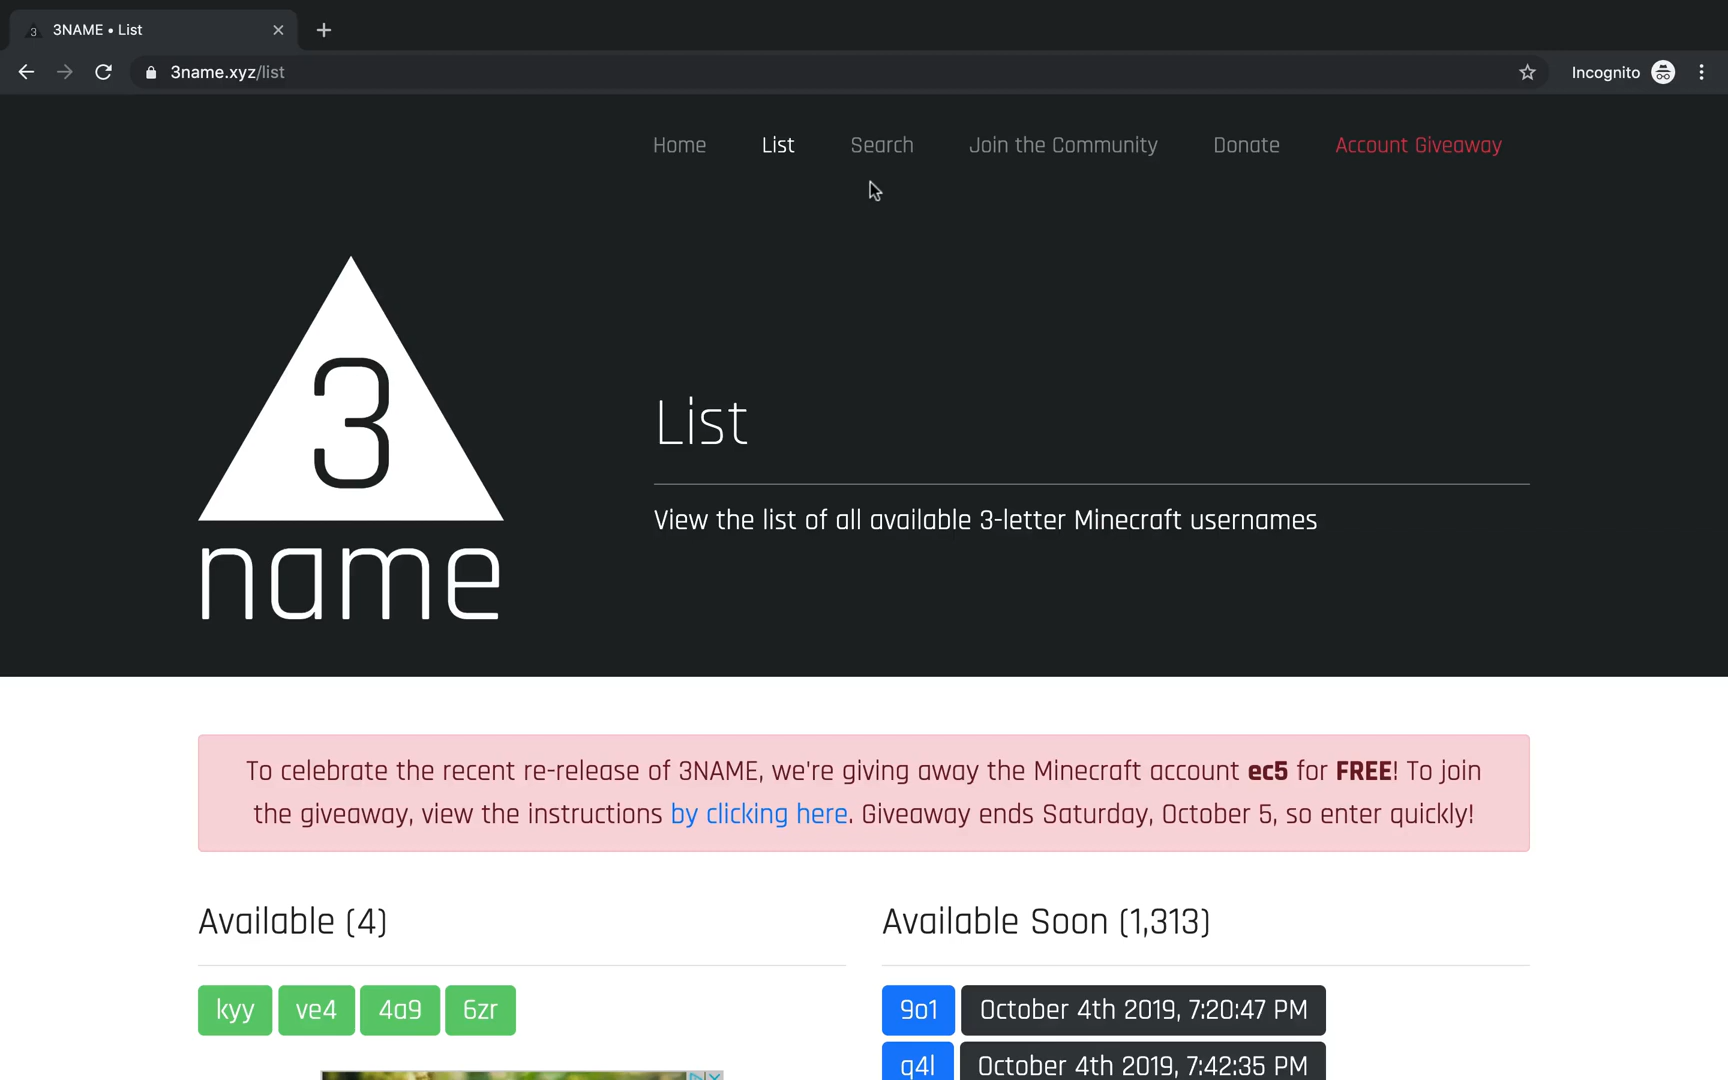 3 3NAME • List
3name.xyz/list
Incognito
Home List Search Join the Community Donate Account Giveaway
3
name
List
View the list of all available 3-letter Minecraft usernames
To celebrate the recent re-release of 3NAME, we're giving away the Minecraft account ec5 for FREE! To join
the giveaway, view the instructions by clicking here. Giveaway ends Saturday, October 5, so enter quickly!
Available (4)
kyy ve4 4a9 6zr
Available Soon (1,313)
9o1 October 4th 2019, 7:20:47 PM
q4l October 4th 2019, 7:42:35 PM